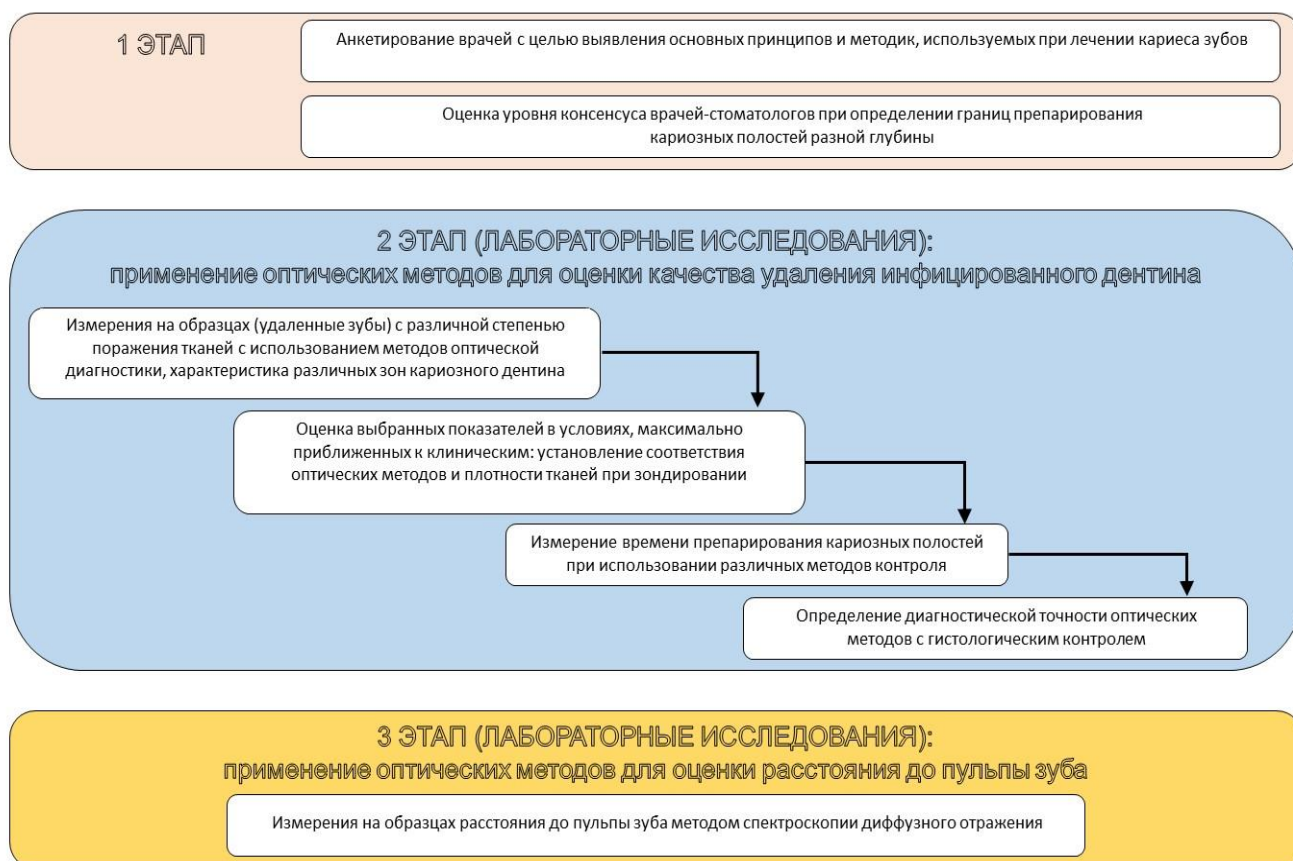 1 ЭТАП
Анкетирование врачей с целью выявления основных принципов и методик, используемых при лечении кариеса зубов
Оценка уровня консенсуса врачей-стоматологов при определении границ препарирования
кариозных полостей разной глубины
2 ЭТАП (ЛАБОРАТОРНЫЕ ИССЛЕДОВАНИЯ):
применение оптических методов для оценки качества удаления инфицированного дентина
Измерения на образцах (удаленные зубы) с различной степенью
поражения тканей с использованием методов оптической
диагностики, характеристика различных зон кариозного дентина
Оценка выбранных показателей в условиях, максимально
приближенных к клиническим: установление соответствия
оптических методов и плотности тканей при зондировании
Измерение времени препарирования кариозных полостей
при использовании различных методов контроля
Определение диагностической точности оптических
методов с гистологическим контролем
3 ЭТАП (ЛАБОРАТОРНЫЕ ИССЛЕДОВАНИЯ):
применение оптических методов для оценки расстояния до пульпы зуба
Измерения на образцах расстояния до пульпы зуба методом спектроскопии диффузного отражения